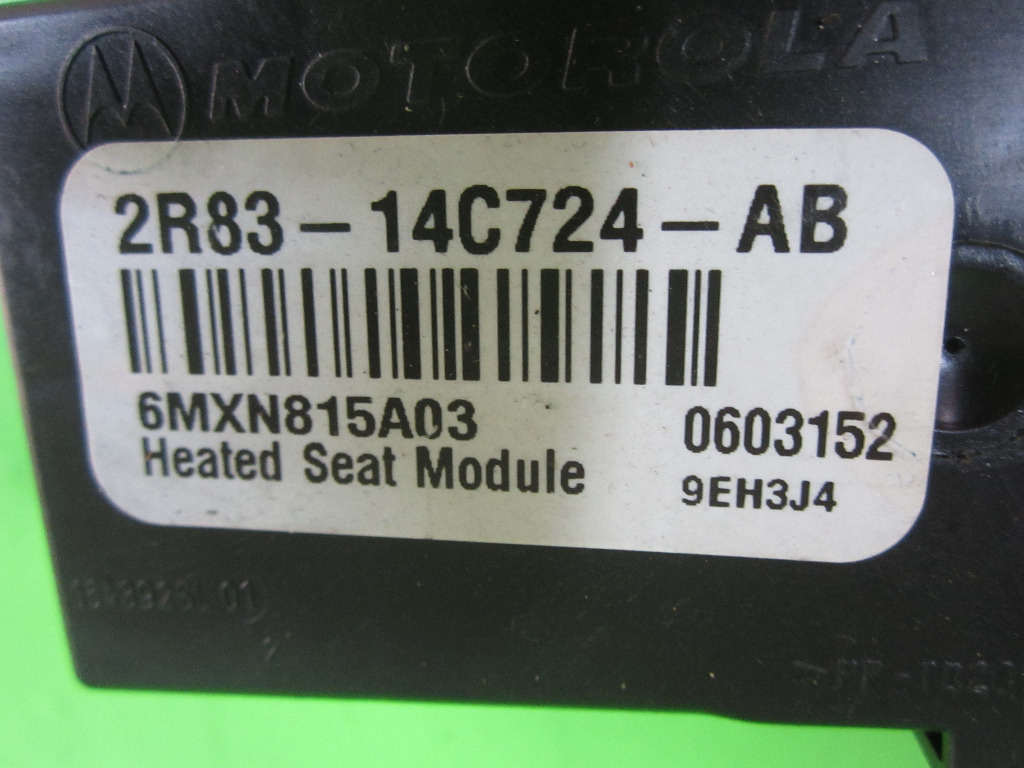 MOTOROLA
2R83-14C724-AB
6MXN815A03
0603152
Heated Seat Module
9EH3J4